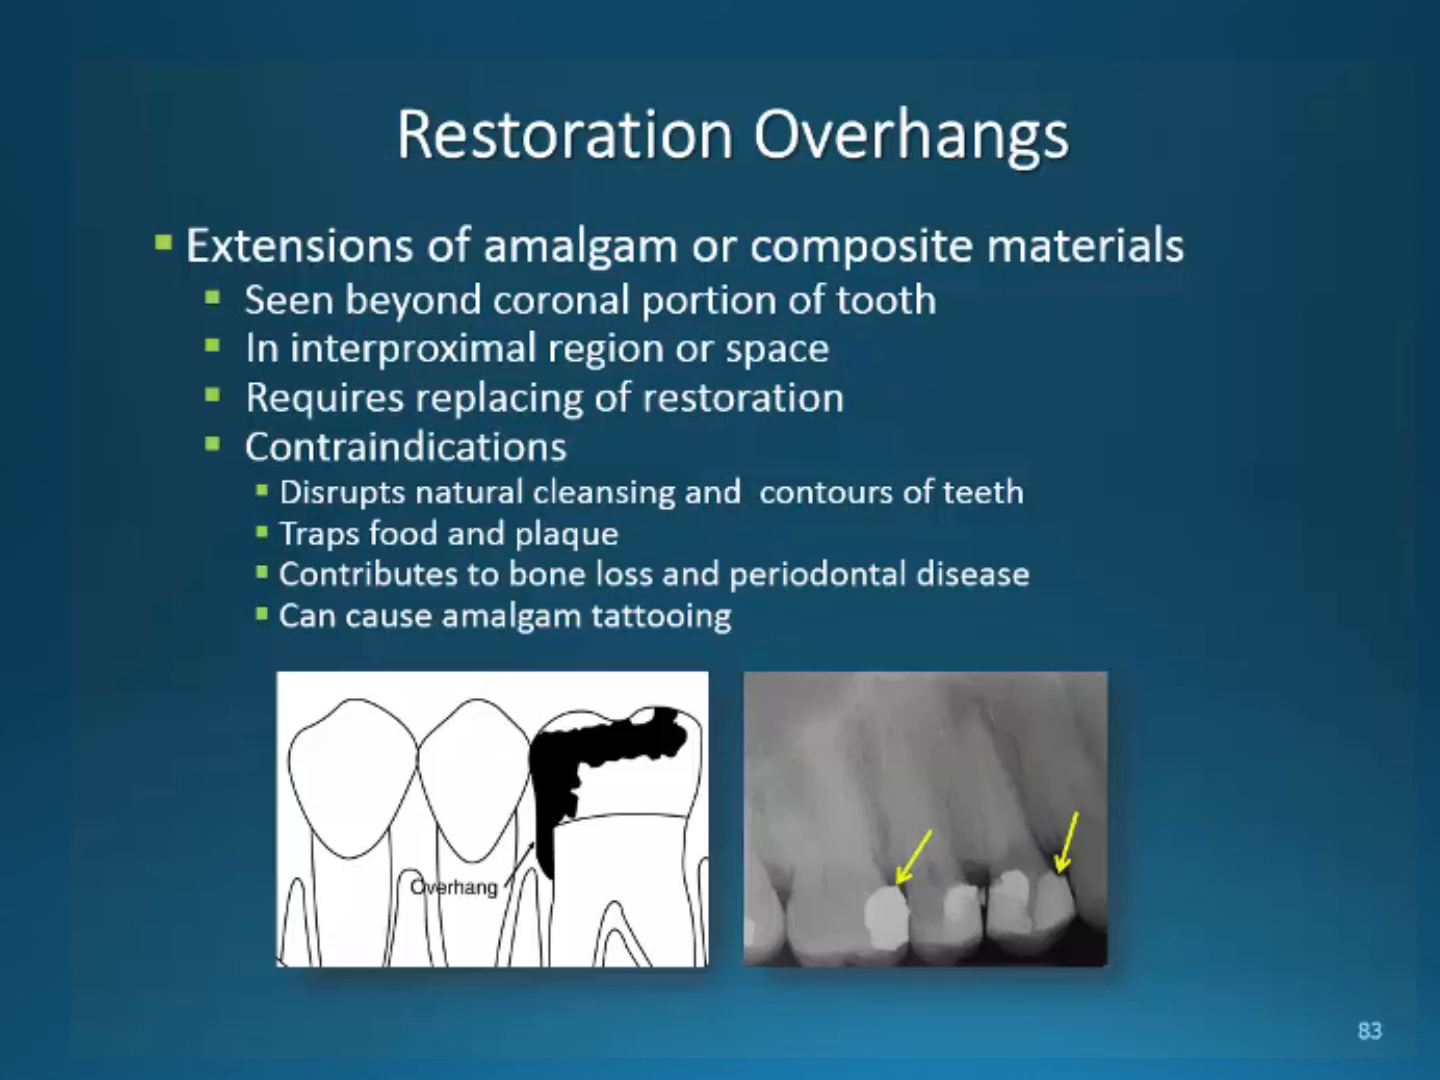 Restoration Overhangs
Extensions of amalgam or composite materials
Seen beyond coronal portion of tooth
In interproximal region or space
Requires replacing of restoration
Contraindications
Disrupts natural cleansing and contours of teeth
Traps food and plaque
Contributes to bone loss and periodontal disease
Can cause amalgam tattooing
Overhang
83